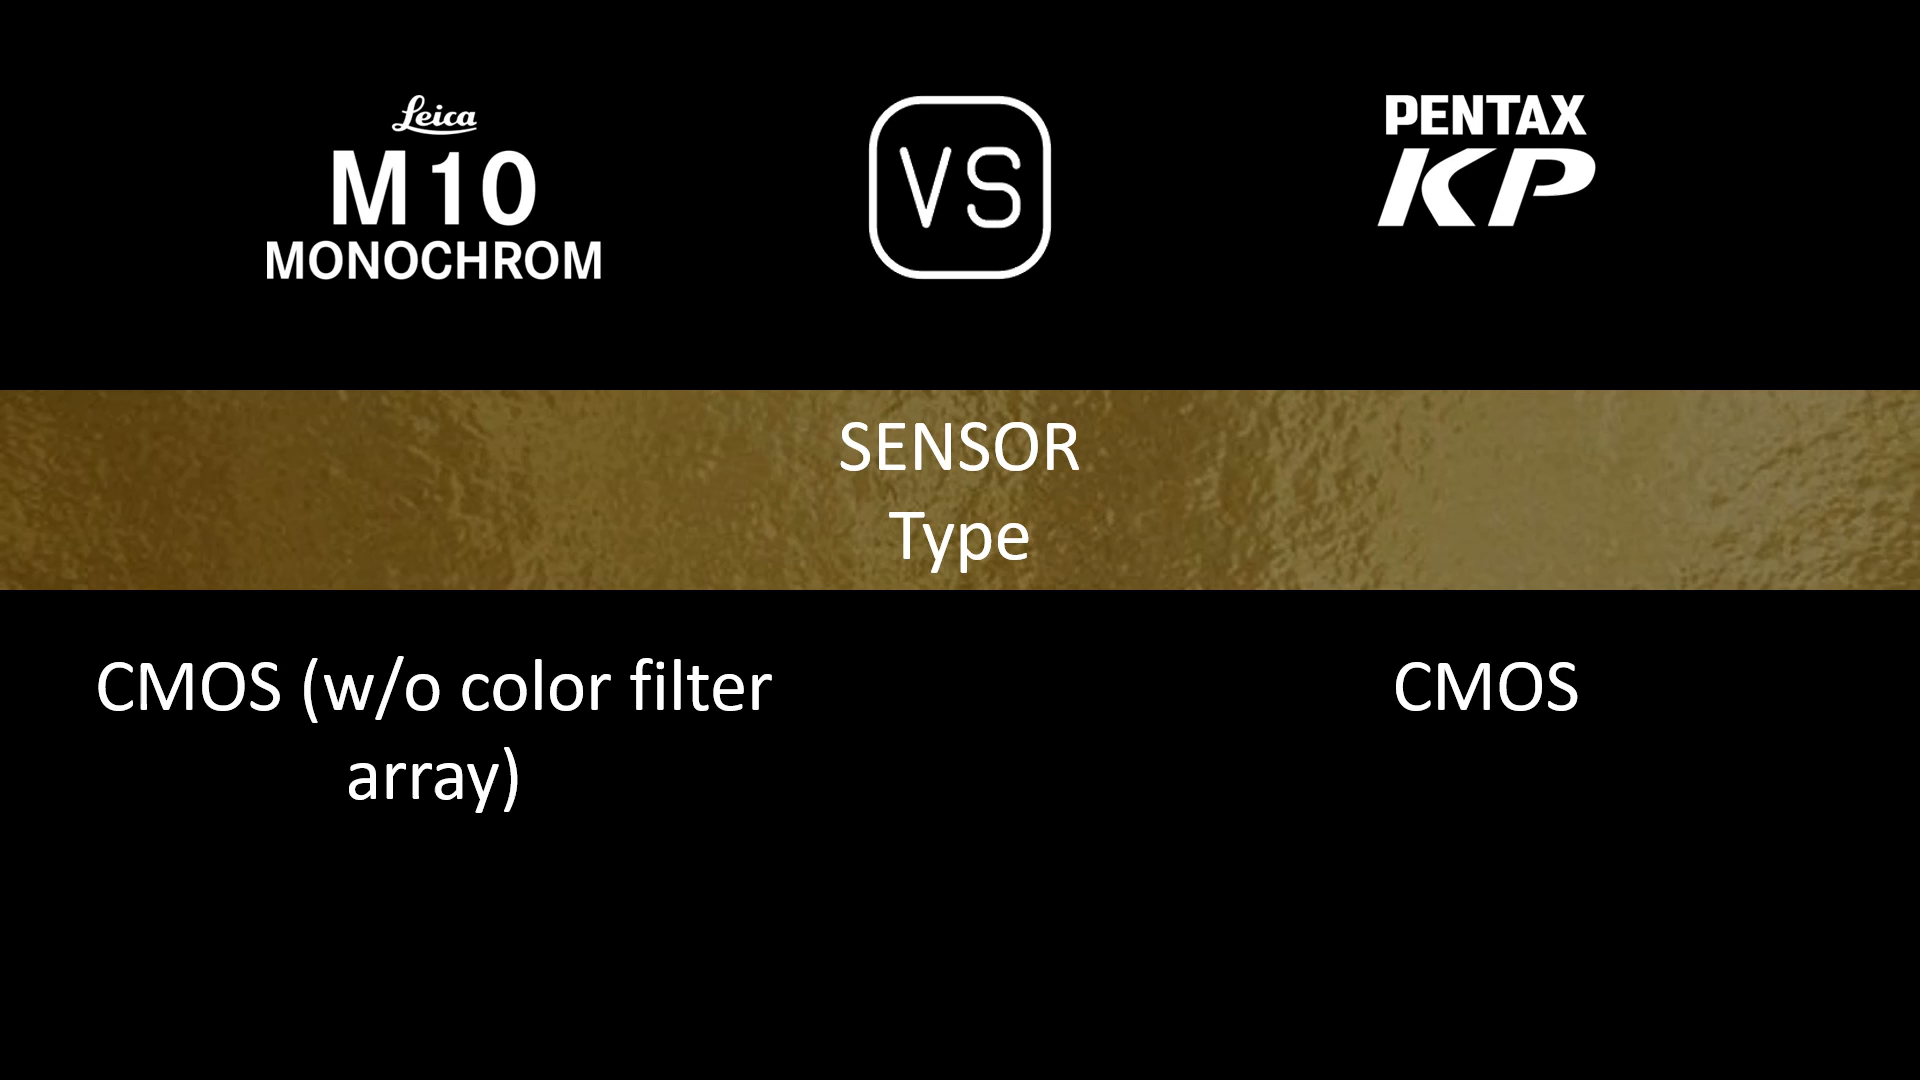 Leica
M10
MONOCHROM
VS
PENTAX
KP
SENSOR
Type
CMOS (w/o color filter
array)
CMOS